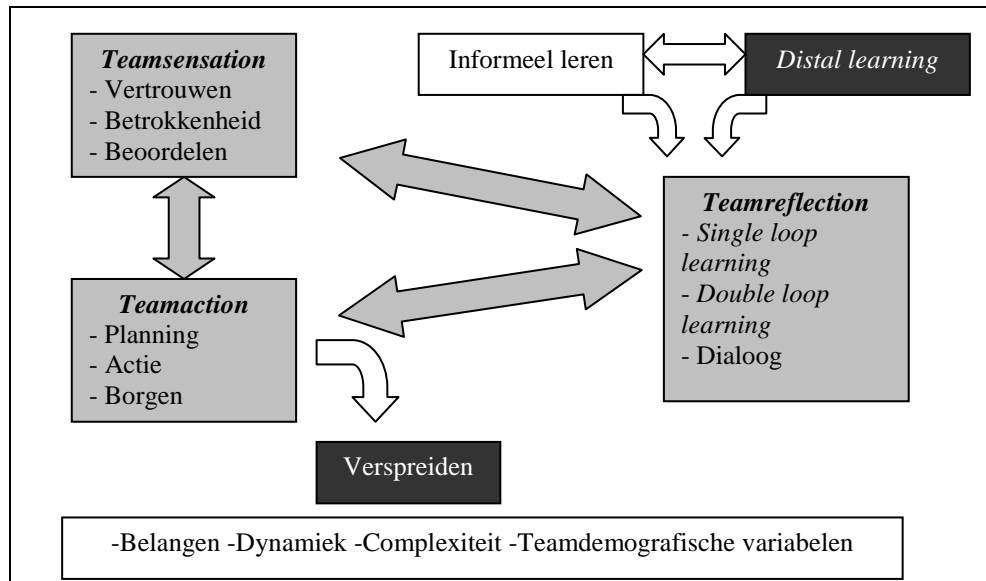 Teamsensation
- Vertrouwen
- Betrokkenheid
- Beoordelen
Informeel leren
Distal learning
Teamreflection
- Single loop
learning
- Double loop
learning
- Dialoog
Teamaction
- Planning
- Actie
- Borgen
Verspreiden
-Belangen -Dynamiek -Complexiteit -Teamdemografische variabelen